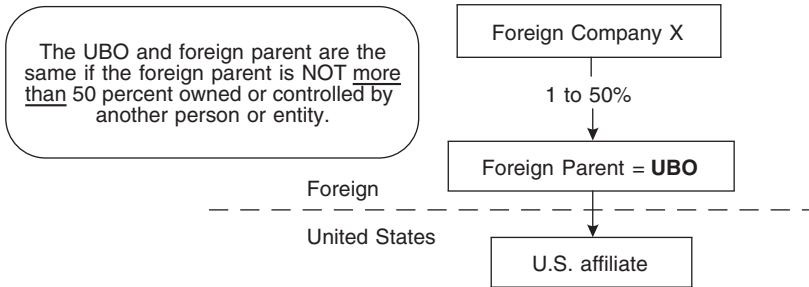 The UBO and foreign parent are the
same if the foreign parent is NOT more
than 50 percent owned or controlled by
another person or entity.
Foreign Company X
1 to 50%
Foreign Parent = UBO
Foreign
United States
U.S. affiliate